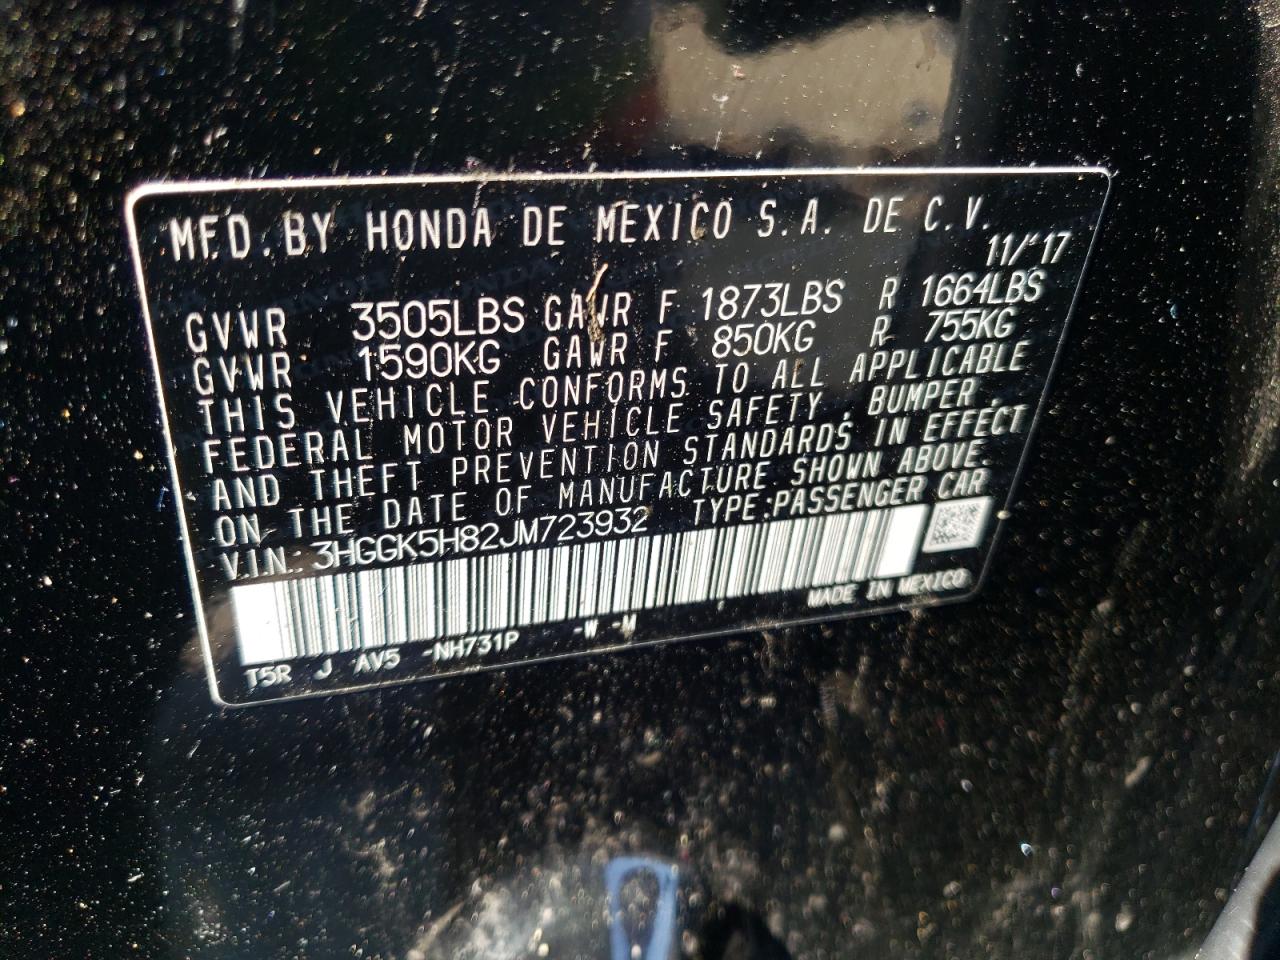 MFD.BY HONDA DE MEXICO S.A. DE C.V.
11/'17
GVWR 3505LBS GAWR F 1873LBS R 1664LBS
GVWR 1590KG GAWR F 850KG R 755KG
THIS VEHICLE CONFORMS TO ALL APPLICABLE
FEDERAL MOTOR VEHICLE SAFETY, BUMPER,
AND THEFT PREVENTION STANDARDS IN EFFECT
ON THE DATE OF MANUFACTURE SHOWN ABOVE.
V.I.N.: 3HGGK5H82JM723932 TYPE:PASSENGER CAR
MADE IN MEXICO
T5R J AV5 -NH731P -W -M